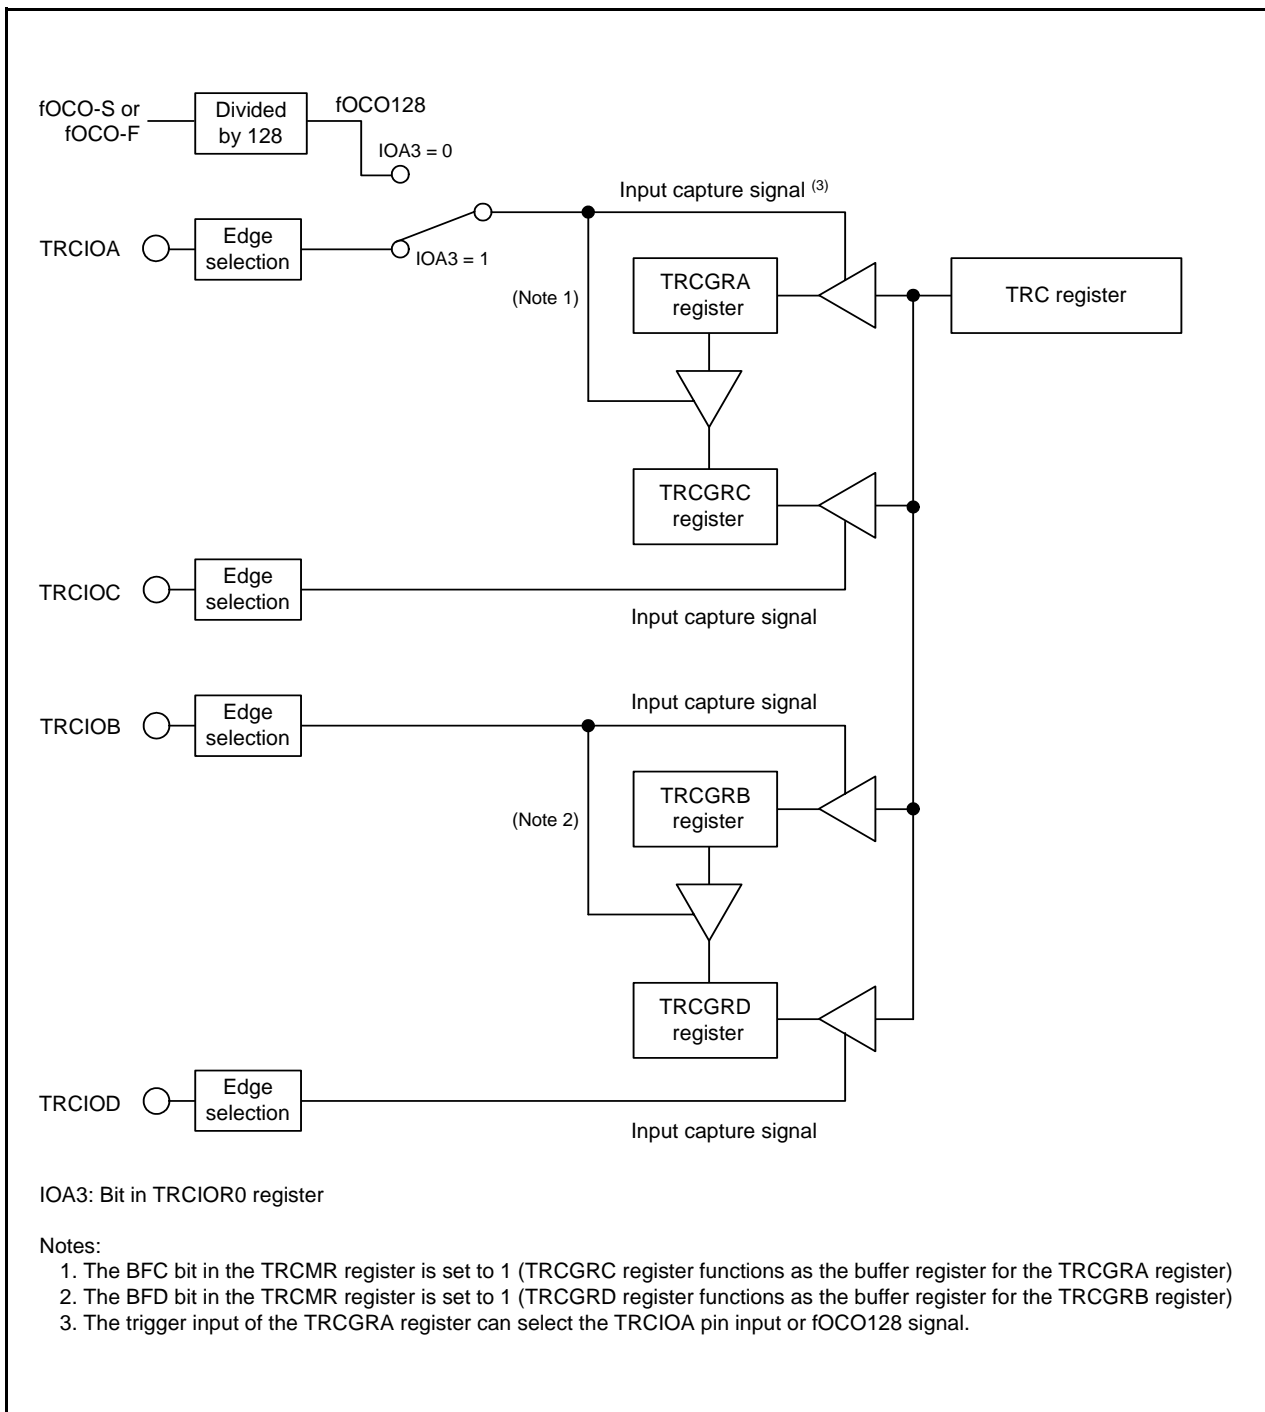 fOCO-S or
fOCO-F
Divided
by 128
fOCO128
IOA3 = 0
Input capture signal (3)
TRCIOA
Edge
selection
IOA3 = 1
(Note 1)
TRCGRA
register
TRC register
TRCGRC
register
TRCIOC
Edge
selection
Input capture signal
TRCIOB
Edge
selection
Input capture signal
(Note 2)
TRCGRB
register
TRCGRD
register
TRCIOD
Edge
selection
Input capture signal
IOA3: Bit in TRCIOR0 register
Notes:
1. The BFC bit in the TRCMR register is set to 1 (TRCGRC register functions as the buffer register for the TRCGRA register)
2. The BFD bit in the TRCMR register is set to 1 (TRCGRD register functions as the buffer register for the TRCGRB register)
3. The trigger input of the TRCGRA register can select the TRCIOA pin input or fOCO128 signal.